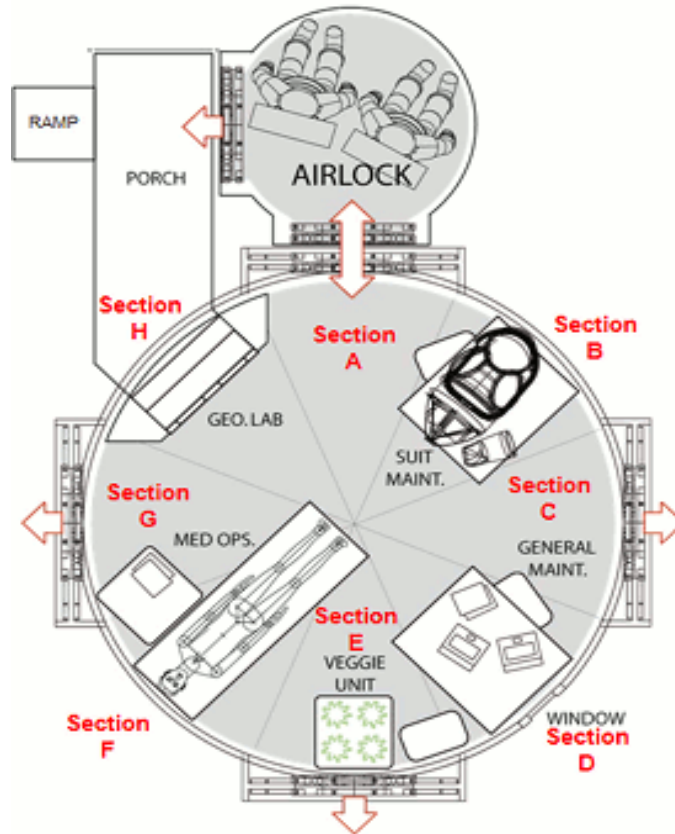 RAMP
PORCH
AIRLOCK
Section
H
Section
A
Section
B
GEO. LAB
SUIT
MAINT.
Section
G
Section
C
MED OPS.
GENERAL
MAINT.
Section
E
VEGGIE
UNIT
Section
F
WINDOW
Section
D